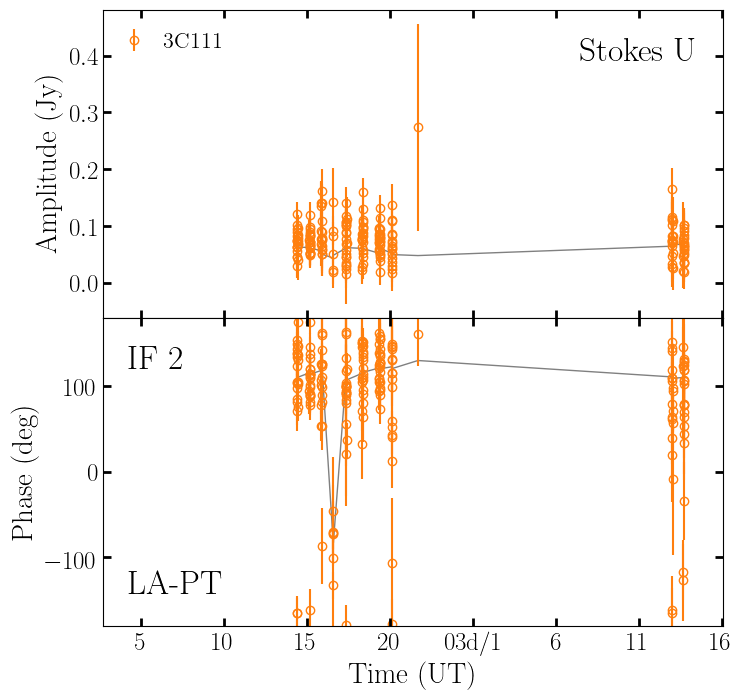 3C111
Stokes U
Amplitude (Jy)
0.4
0.3
0.2
0.1
0.0
IF 2
LA-PT
Phase (deg)
100
0
−100
5 10 15 20 03d/1 6 11 16
Time (UT)